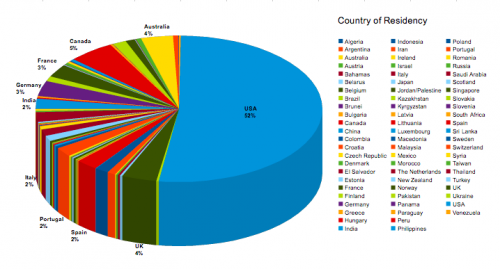 Country of Residency
Australia
4%
Canada
5%
France
3%
Germany
3%
India
2%
USA
53%
Italy
2%
Portugal
2%
Spain
2%
UK
4%
Algeria
Argentina
Australia
Austria
Bahamas
Belarus
Belgium
Brazil
Brunei
Bulgaria
Canada
China
Colombia
Croatia
Czech Republic
Denmark
El Salvador
Estonia
France
Finland
Germany
Greece
Hungary
India
Indonesia
Iran
Ireland
Israel
Italy
Japan
Jordan/Palestine
Kazakhstan
Kyrgyzstan
Latvia
Lithuania
Luxembourg
Macedonia
Malaysia
Mexico
Morocco
The Netherlands
New Zealand
Norway
Pakistan
Panama
Paraguay
Peru
Philippines
Poland
Portugal
Romania
Russia
Saudi Arabia
Scotland
Singapore
Slovakia
Slovenia
South Africa
Spain
Sri Lanka
Sweden
Switzerland
Syria
Taiwan
Thailand
Turkey
UK
Ukraine
USA
Venezuela